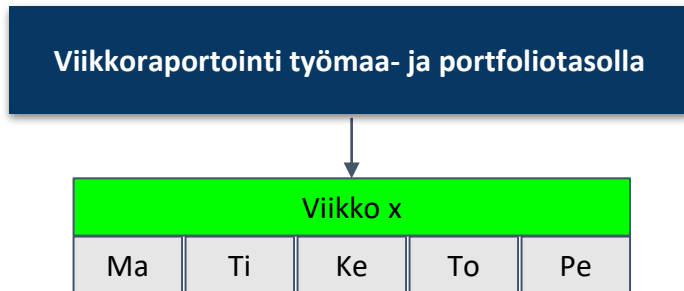 Viikkoraportointi työmaa- ja portfoliotasolla
Viikko x
Ma Ti Ke To Pe